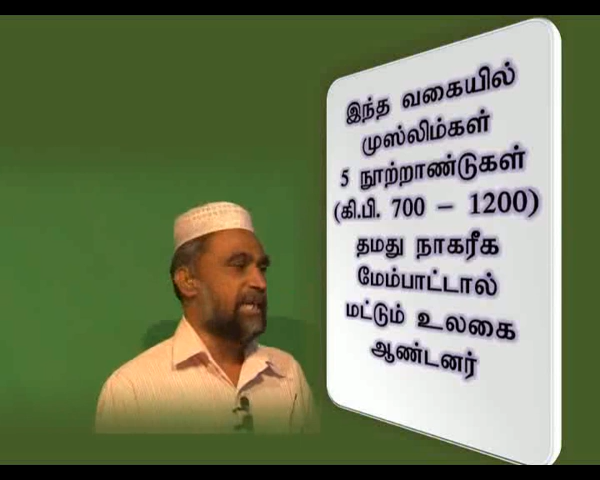 இந்த வகையில்
முஸ்லிம்கள்
5 நூற்றாண்டுகள்
(கி.பி. 700 – 1200)
தமது நாகரீக
மேம்பாட்டால்
மட்டும் உலகை
ஆண்டனர்